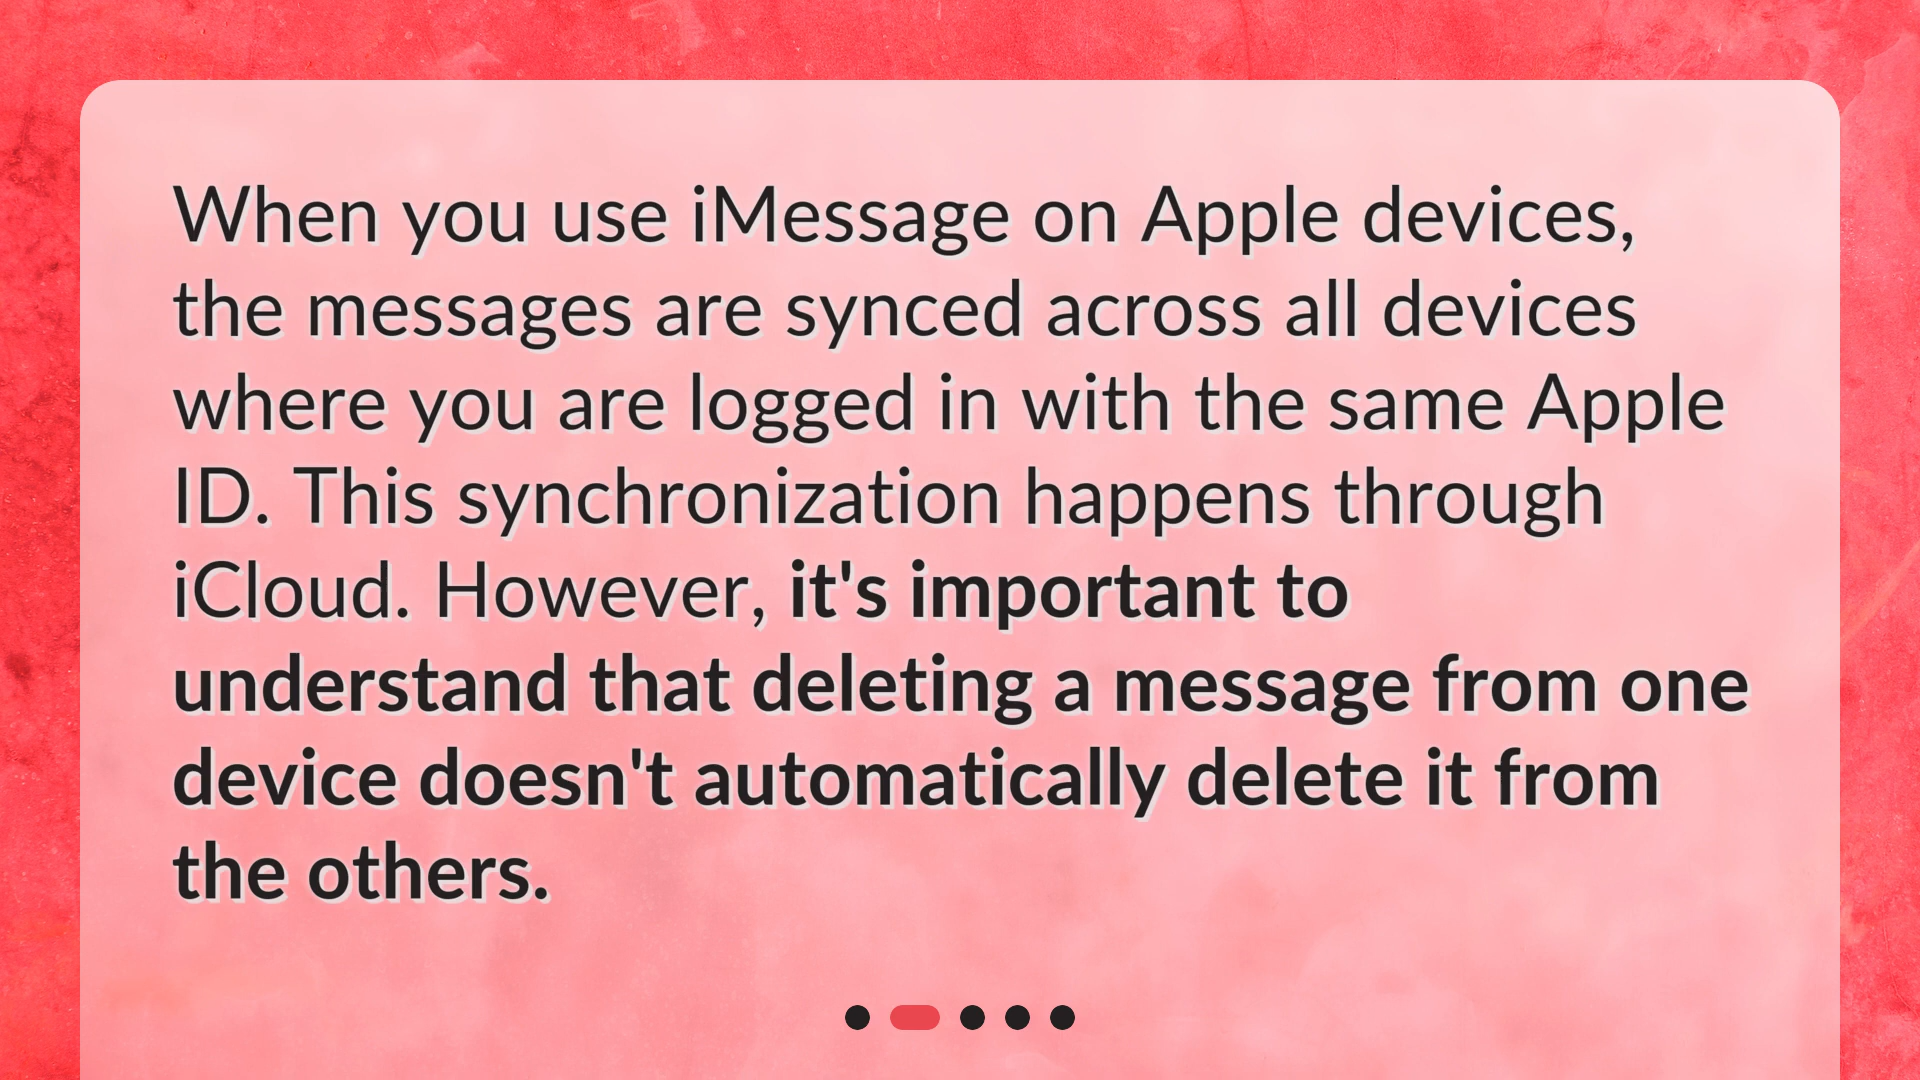 When you use iMessage on Apple devices,
the messages are synced across all devices
where you are logged in with the same Apple
ID. This synchronization happens through
iCloud. However, it's important to
understand that deleting a message from one
device doesn't automatically delete it from
the others.